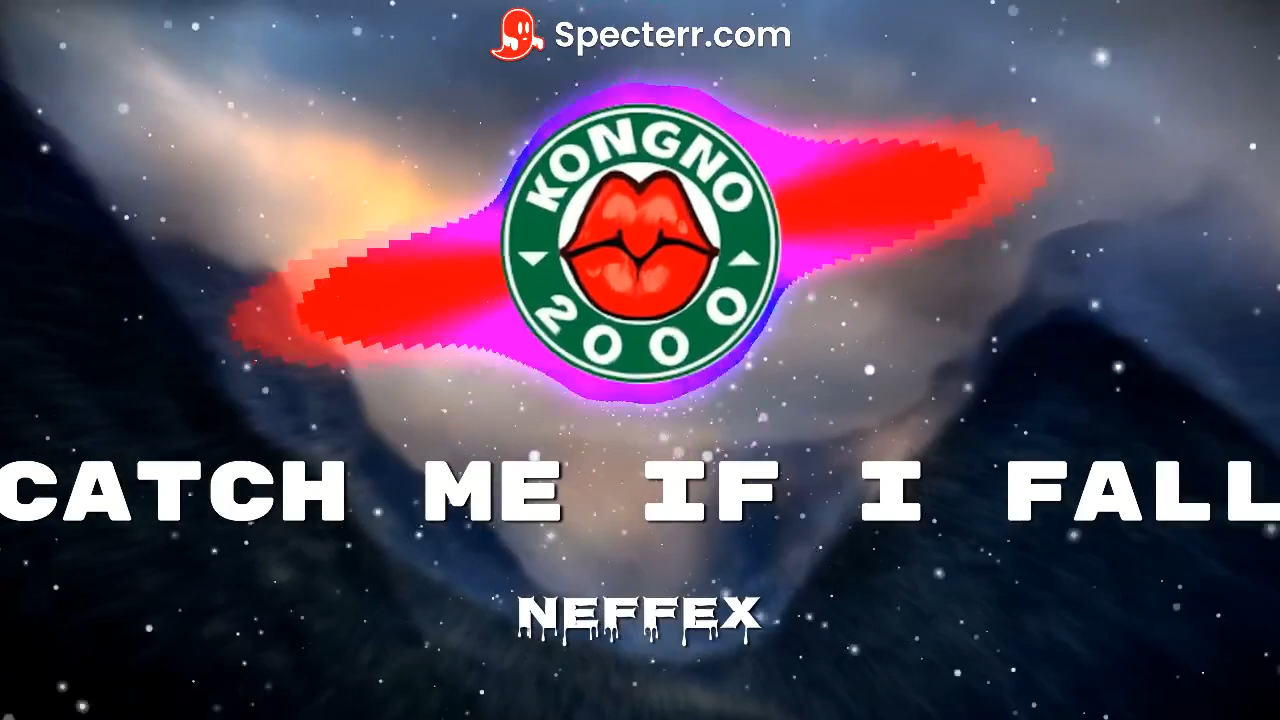 Specterr.com
KONGNO
2000
CATCH ME IF I FALL
NEFFEX